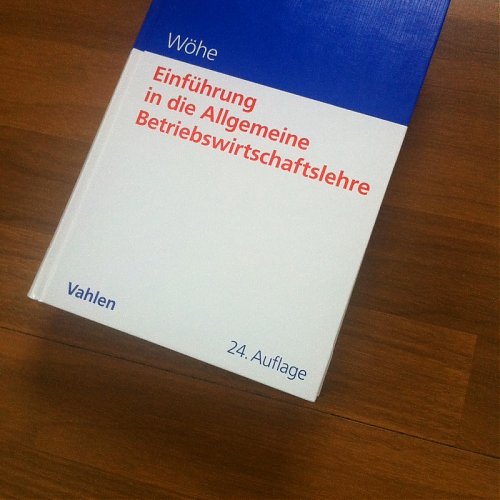 Wöhe
Einführung
in die Allgemeine
Betriebswirtschaftslehre
Vahlen
24. Auflage